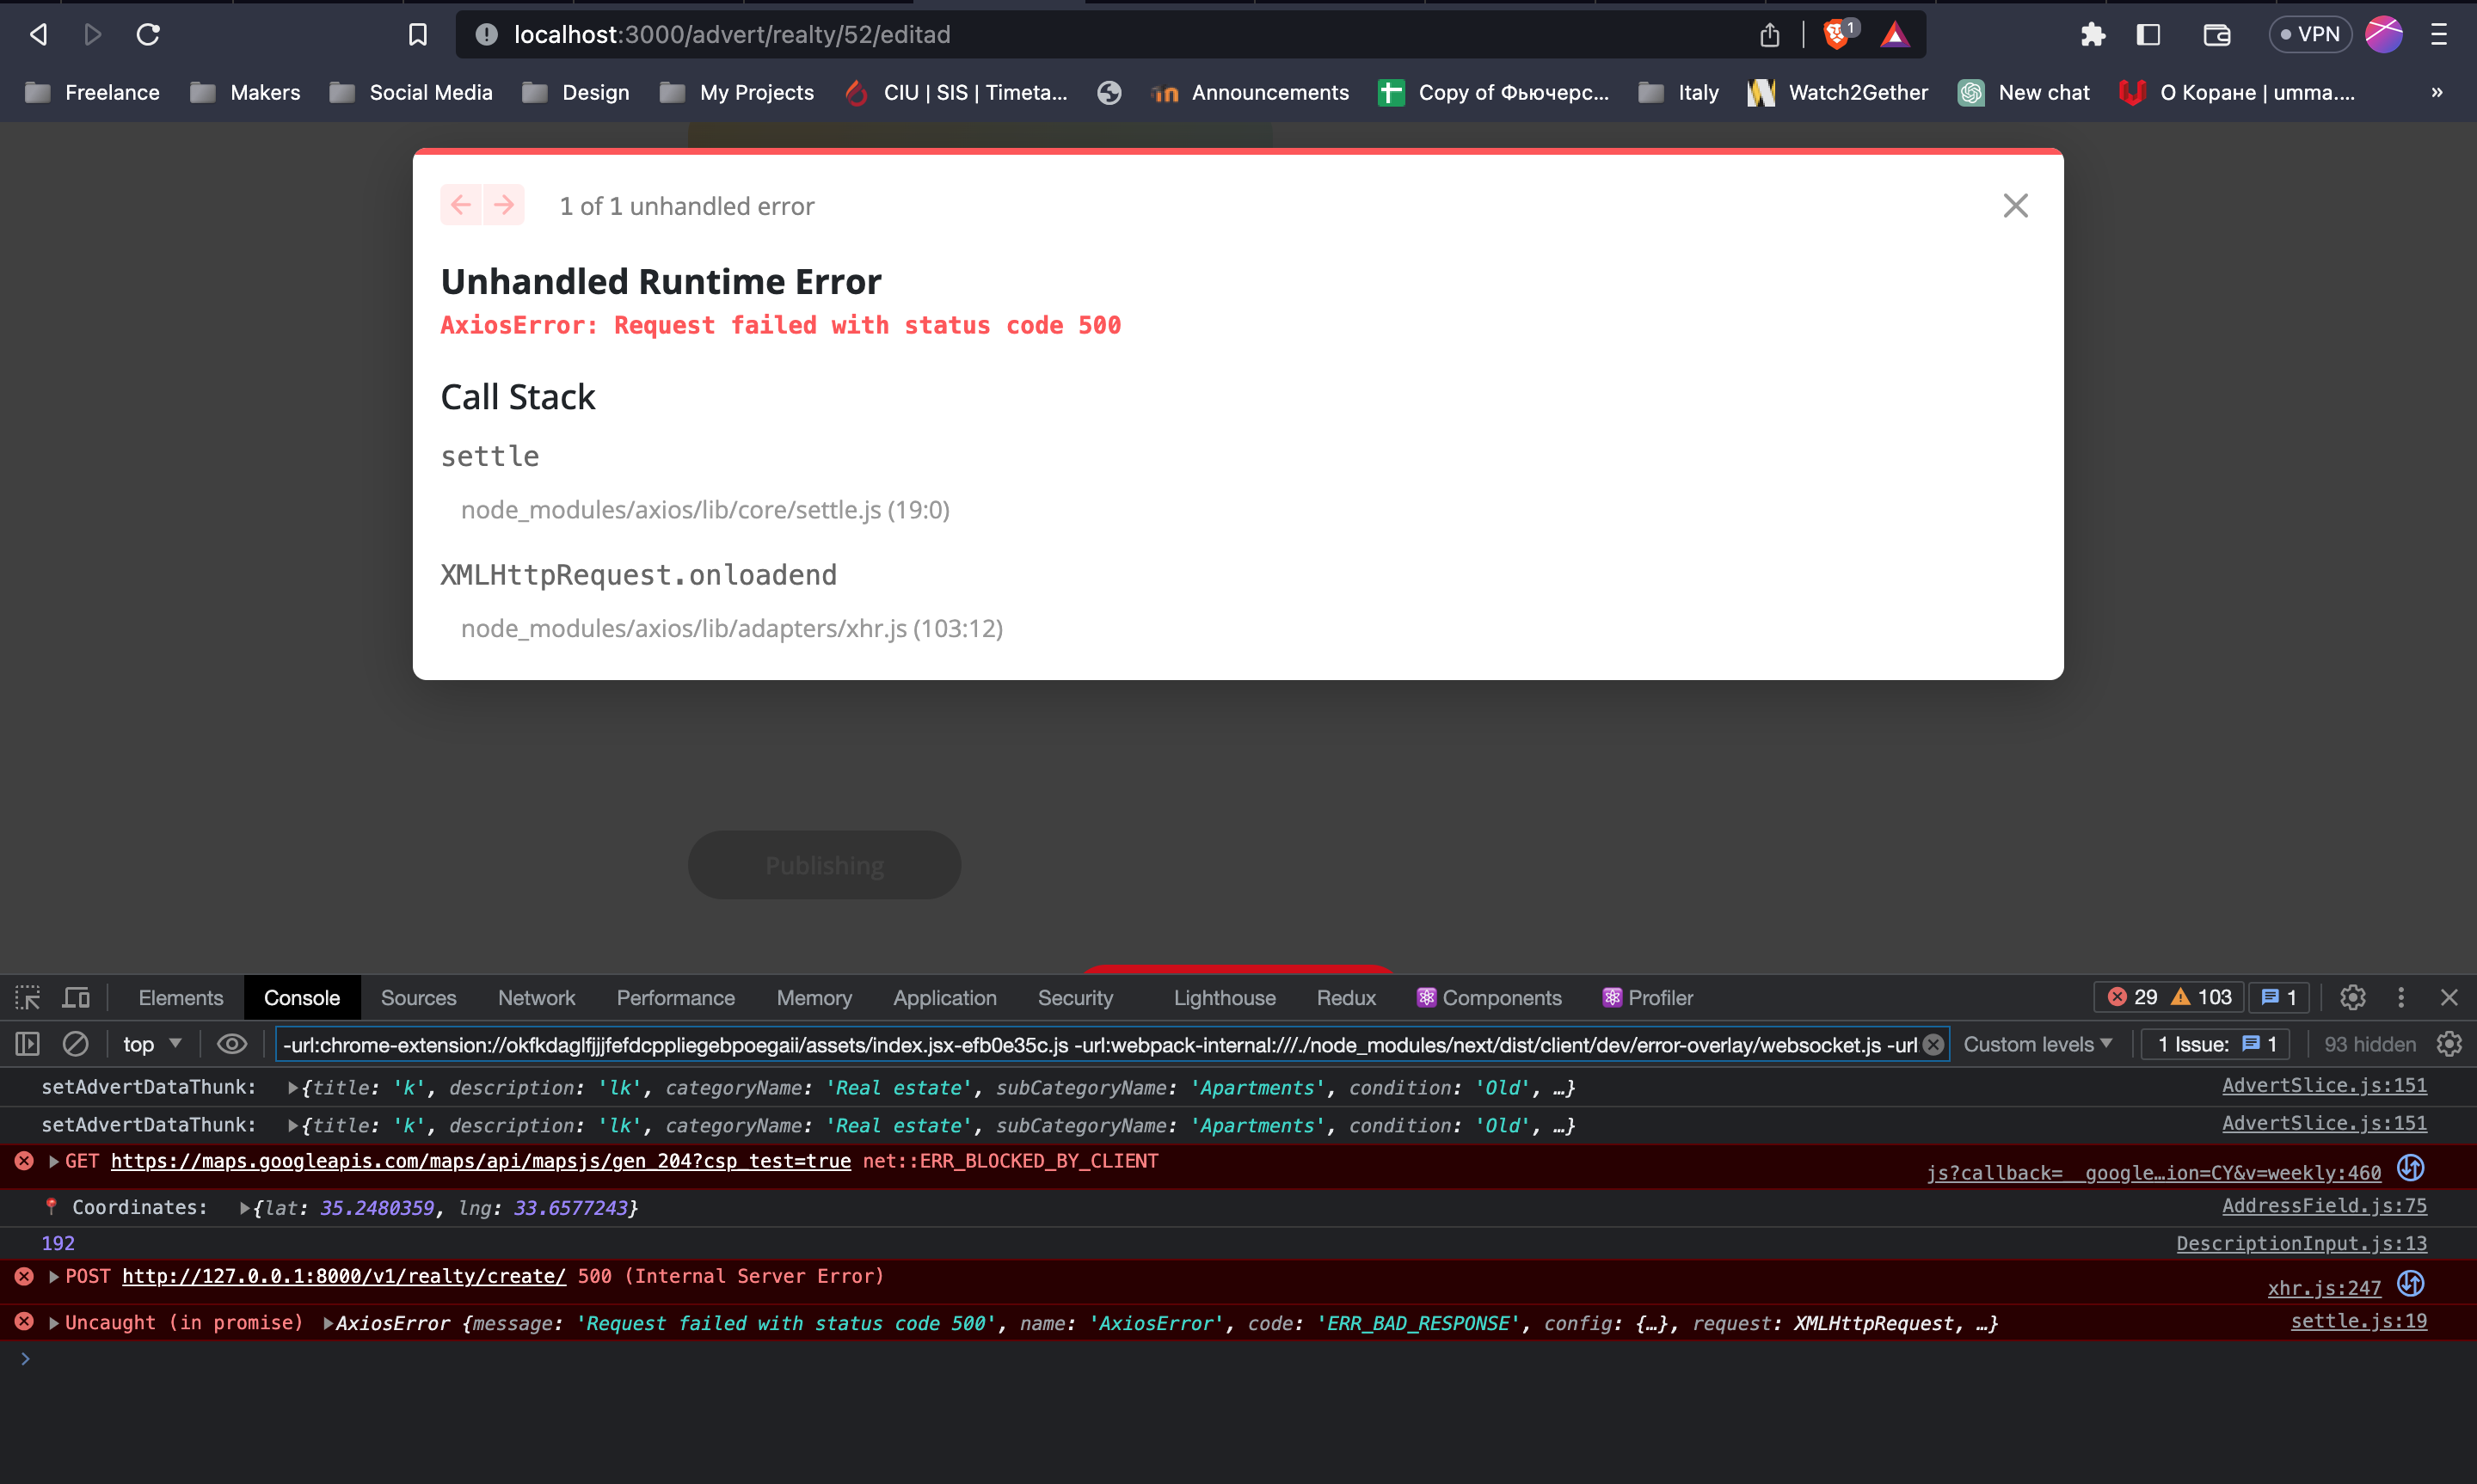 localhost:3000/advert/realty/52/editad
1
VPN
Freelance
Makers
Social Media
Design
My Projects
CIU | SIS | Timeta...
Announcements
Copy of Фьючерс...
Italy
Watch2Gether
New chat
О Коране | umma....
»
1 of 1 unhandled error
Unhandled Runtime Error
AxiosError: Request failed with status code 500
Call Stack
settle
node_modules/axios/lib/core/settle.js (19:0)
XMLHttpRequest.onloadend
node_modules/axios/lib/adapters/xhr.js (103:12)
Publishing
Elements
Console
Sources
Network
Performance
Memory
Application
Security
Lighthouse
Redux
Components
Profiler
29
103
1
top
-url:chrome-extension://okfkdaglfjjjfefdcppliegebpoegaii/assets/index.jsx-efb0e35c.js -url:webpack-internal:///./node_modules/next/dist/client/dev/error-overlay/websocket.js -url
Custom levels
1 Issue: 1
93 hidden
setAdvertDataThunk: {title: 'k', description: 'lk', categoryName: 'Real estate', subCategoryName: 'Apartments', condition: 'Old', …}
AdvertSlice.js:151
setAdvertDataThunk: {title: 'k', description: 'lk', categoryName: 'Real estate', subCategoryName: 'Apartments', condition: 'Old', …}
AdvertSlice.js:151
GET https://maps.googleapis.com/maps/api/mapsjs/gen_204?csp_test=true net::ERR_BLOCKED_BY_CLIENT
js?callback=__google…ion=CY&v=weekly:460
Coordinates: {lat: 35.2480359, lng: 33.6577243}
AddressField.js:75
192
DescriptionInput.js:13
POST http://127.0.0.1:8000/v1/realty/create/ 500 (Internal Server Error)
xhr.js:247
Uncaught (in promise) AxiosError {message: 'Request failed with status code 500', name: 'AxiosError', code: 'ERR_BAD_RESPONSE', config: {…}, request: XMLHttpRequest, …}
settle.js:19